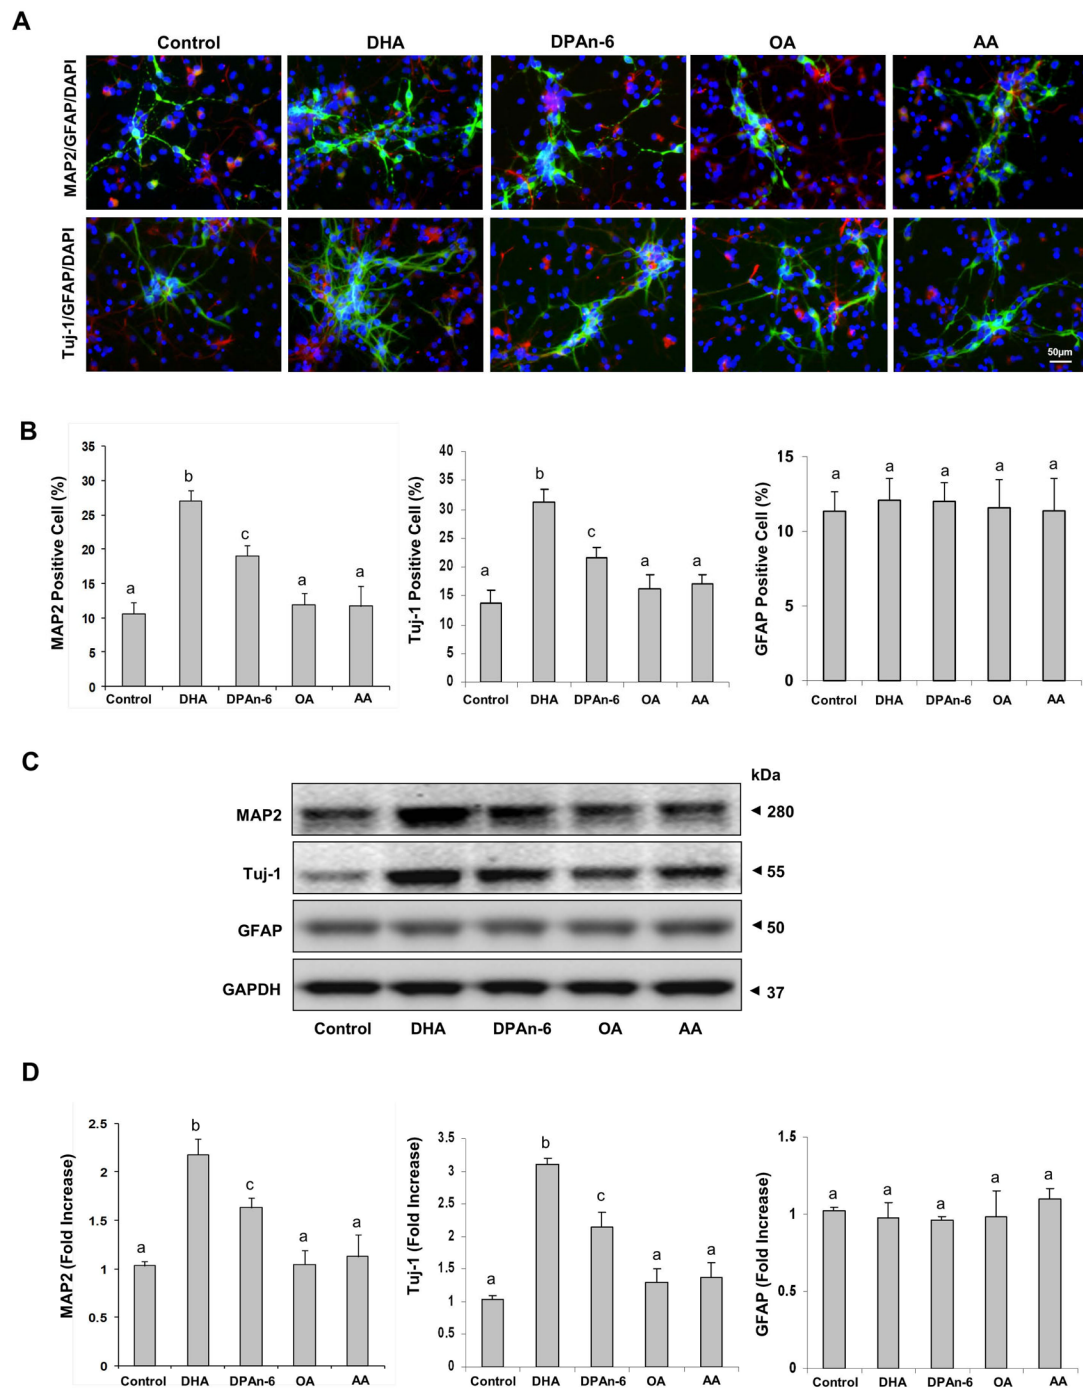 A
Control DHA DPAn-6 OA AA
MAP2/GFAP/DAPI
Tuj-1/GFAP/DAPI
50μm
B
MAP2 Positive Cell (%)
35
30
25
20
15
10
5
0
a b c a a
Control DHA DPAn-6 OA AA
Tuj-1 Positive Cell (%)
40
35
30
25
20
15
10
5
0
a b c a a
Control DHA DPAn-6 OA AA
GFAP Positive Cell (%)
15
10
5
0
a a a a a
Control DHA DPAn-6 OA AA
C
kDa
MAP2 280
Tuj-1 55
GFAP 50
GAPDH 37
Control DHA DPAn-6 OA AA
D
MAP2 (Fold Increase)
2.5
2
1.5
1
0.5
0
a b c a a
Control DHA DPAn-6 OA AA
Tuj-1 (Fold Increase)
3.5
3
2.5
2
1.5
1
0.5
0
a b c a a
Control DHA DPAn-6 OA AA
GFAP (Fold Increase)
1.5
1
0.5
0
a a a a a
Control DHA DPAn-6 OA AA